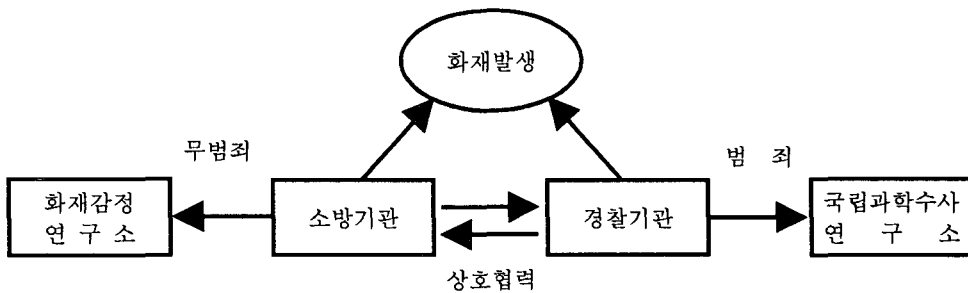 화재발생
무범죄
범 죄
화재감정
연 구 소
소방기관
경찰기관
국립과학수사
연 구 소
상호협력